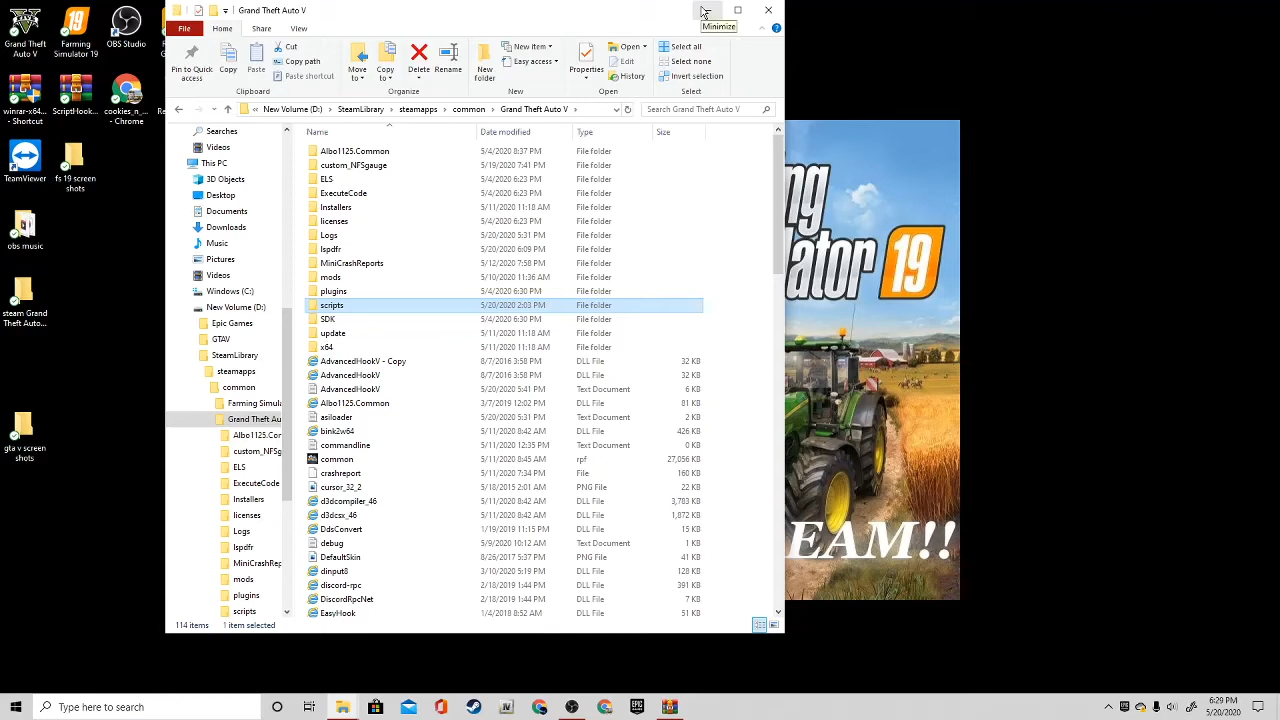 Grand Theft Auto V
Minimize
File
Home
Share
View
Pin to Quick access
Copy
Paste
Cut
Copy path
Paste shortcut
Clipboard
Move to
Copy to
Delete
Rename
Organize
New folder
New item
Easy access
New
Properties
Open
Edit
History
Open
Select all
Select none
Invert selection
Select
« New Volume (D:) > SteamLibrary > steamapps > common > Grand Theft Auto V >
Search Grand Theft Auto V
Name Date modified Type Size
Searches
Videos
This PC
3D Objects
Desktop
Documents
Downloads
Music
Pictures
Videos
Windows (C:)
New Volume (D:)
Epic Games
GTAV
SteamLibrary
steamapps
common
Farming Simula
Grand Theft Au
Albo1125.Cor
custom_NFSg
ELS
ExecuteCode
Installers
licenses
Logs
lspdfr
MiniCrashRep
mods
plugins
scripts
Albo1125.Common 5/4/2020 8:37 PM File folder
custom_NFSgauge 5/19/2020 7:41 PM File folder
ELS 5/4/2020 6:23 PM File folder
ExecuteCode 5/4/2020 6:23 PM File folder
Installers 5/11/2020 11:18 AM File folder
licenses 5/4/2020 6:23 PM File folder
Logs 5/20/2020 5:31 PM File folder
lspdfr 5/20/2020 6:09 PM File folder
MiniCrashReports 5/12/2020 7:58 PM File folder
mods 5/10/2020 11:36 AM File folder
plugins 5/4/2020 6:30 PM File folder
scripts 5/20/2020 2:03 PM File folder
SDK 5/4/2020 6:30 PM File folder
update 5/11/2020 11:18 AM File folder
x64 5/11/2020 11:18 AM File folder
AdvancedHookV - Copy 8/7/2016 3:58 PM DLL File 32 KB
AdvancedHookV 8/7/2016 3:58 PM DLL File 32 KB
AdvancedHookV 5/20/2020 5:41 PM Text Document 6 KB
Albo1125.Common 3/7/2019 12:02 PM DLL File 81 KB
asiloader 5/20/2020 5:31 PM Text Document 2 KB
bink2w64 5/11/2020 8:42 AM DLL File 426 KB
commandline 5/11/2020 12:35 PM Text Document 0 KB
common 5/11/2020 8:45 AM rpf 27,056 KB
crashreport 5/11/2020 7:34 PM File 160 KB
cursor_32_2 5/18/2015 2:01 AM PNG File 22 KB
d3dcompiler_46 5/11/2020 8:42 AM DLL File 3,783 KB
d3dcsx_46 5/11/2020 8:42 AM DLL File 1,872 KB
DdsConvert 1/19/2019 11:15 PM DLL File 15 KB
debug 5/9/2020 10:12 AM Text Document 1 KB
DefaultSkin 8/26/2017 5:37 PM PNG File 41 KB
dinput8 3/10/2020 5:19 PM DLL File 128 KB
discord-rpc 2/18/2019 1:44 PM DLL File 391 KB
DiscordRpcNet 2/18/2019 1:44 PM DLL File 7 KB
EasyHook 1/4/2018 8:52 AM DLL File 51 KB
114 items 1 item selected
Grand Theft Auto V
Farming Simulator 19
OBS Studio
winrar-x64... - Shortcut
ScriptHook...
cookies_n_... - Chrome
TeamViewer
fs 19 screen shots
obs music
steam Grand Theft Auto...
gta v screen shots
ng
lator 19
EAM!!
Type here to search
EPIC GAMES
6:29 PM
5/20/2020